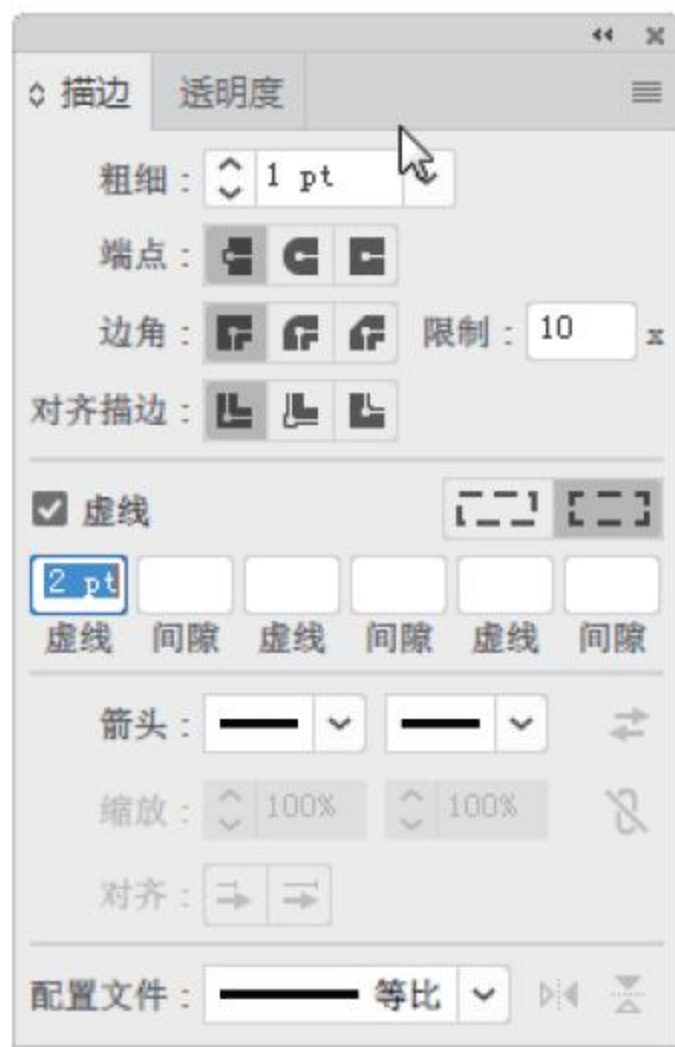 描边 透明度
粗细： 1 pt
端点：
边角： 限制： 10 x
对齐描边：
虚线
2 pt
虚线 间隙 虚线 间隙 虚线 间隙
箭头：
缩放： 100% 100%
对齐：
配置文件： 等比